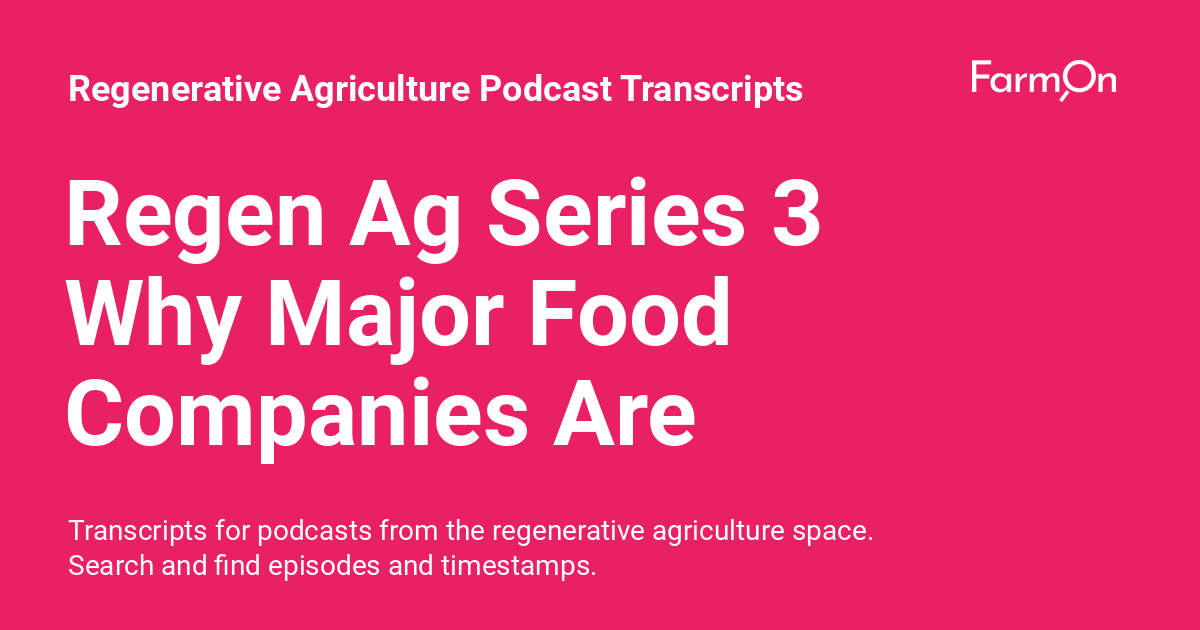 Regenerative Agriculture Podcast Transcripts
FarmOn
Regen Ag Series 3
Why Major Food
Companies Are
Transcripts for podcasts from the regenerative agriculture space.
Search and find episodes and timestamps.